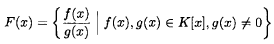 F(x) = { f(x)/g(x) | f(x), g(x) ∈ K[x], g(x) ≠ 0 }